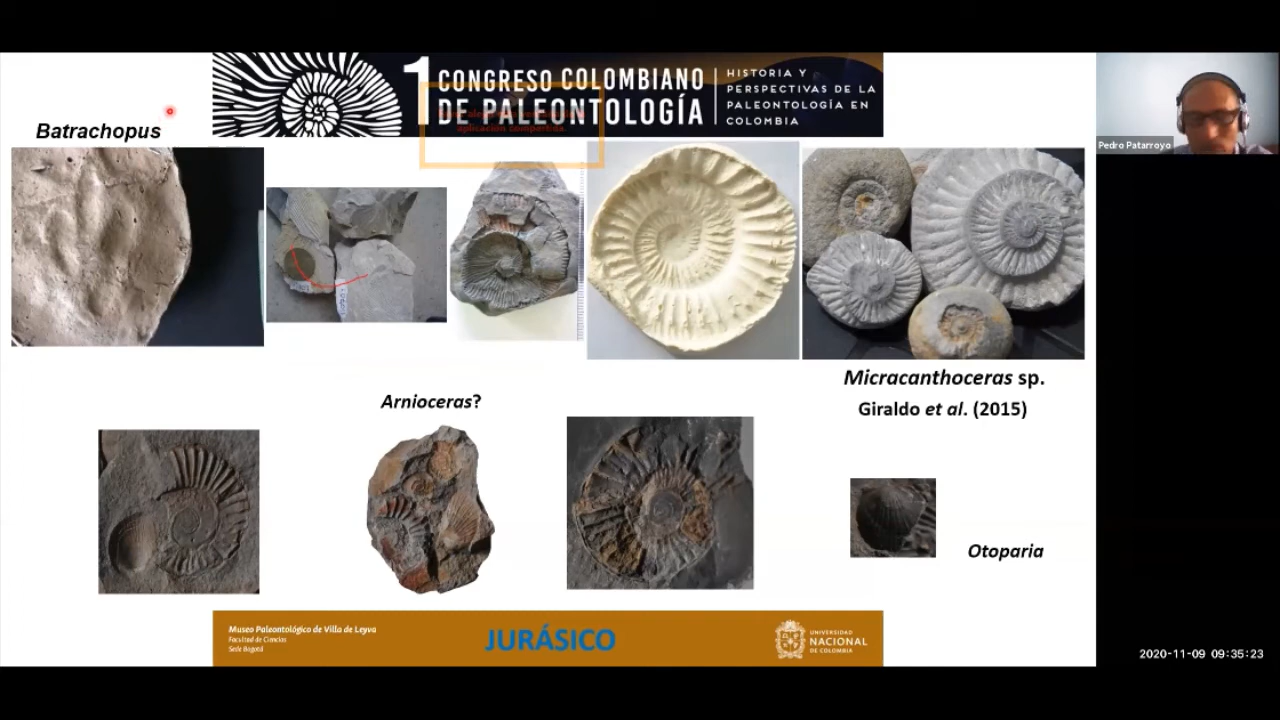 1 CONGRESO COLOMBIANO
DE PALEONTOLOGÍA
HISTORIA Y
PERSPECTIVAS DE LA
PALEONTOLOGÍA EN
COLOMBIA
aplicación compartida.
Pedro Patarroyo
Batrachopus
Micracanthoceras sp.
Giraldo et al. (2015)
Arnioceras?
Otoparia
Museo Paleontológico de Villa de Leyva
Facultad de Ciencias
Sede Bogotá
JURÁSICO
UNIVERSIDAD
NACIONAL
DE COLOMBIA
2020-11-09 09:35:23